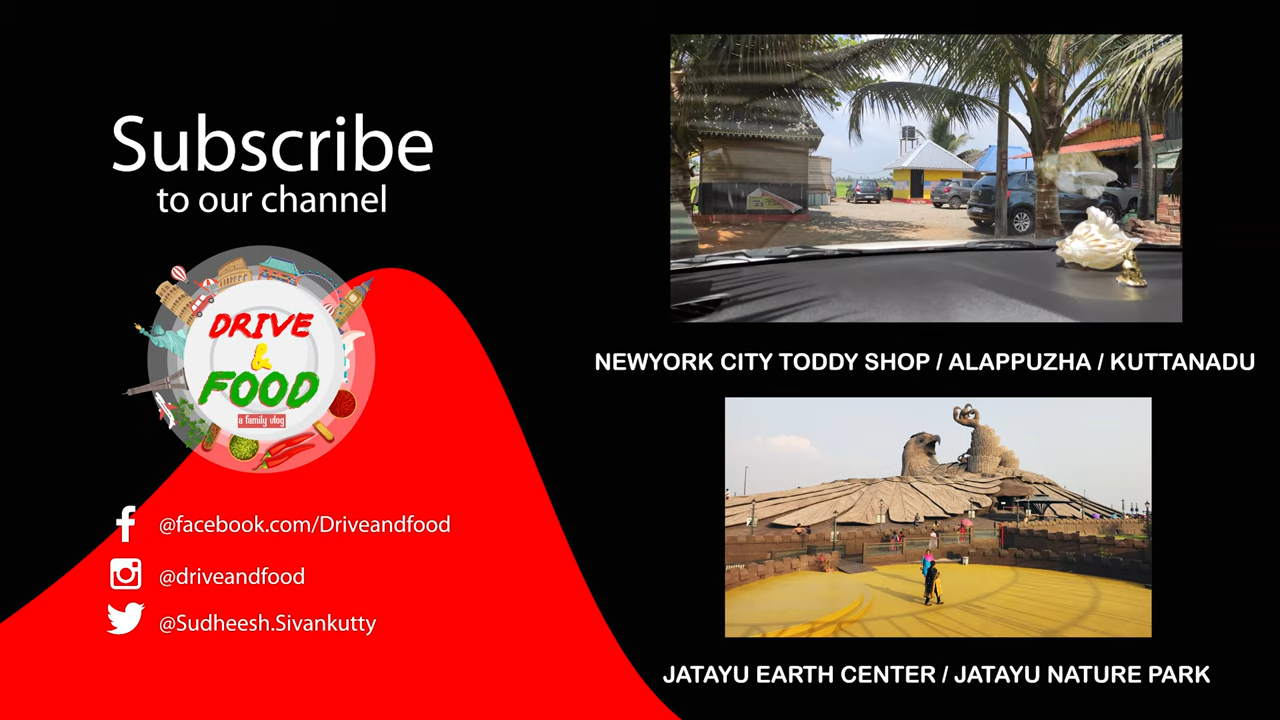 Subscribe
to our channel
DRIVE
&
FOOD
a family vlog
@facebook.com/Driveandfood
@driveandfood
@Sudheesh.Sivankutty
NEWYORK CITY TODDY SHOP / ALAPPUZHA / KUTTANADU
JATAYU EARTH CENTER / JATAYU NATURE PARK